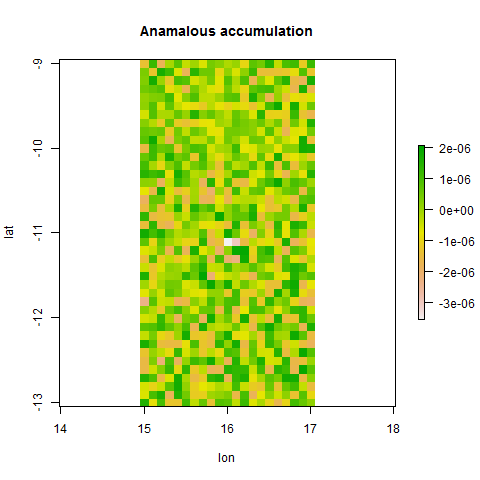 Anamalous accumulation
-9
-10
-11
-12
-13
lat
14
15
16
17
18
lon
2e-06
1e-06
0e+00
-1e-06
-2e-06
-3e-06